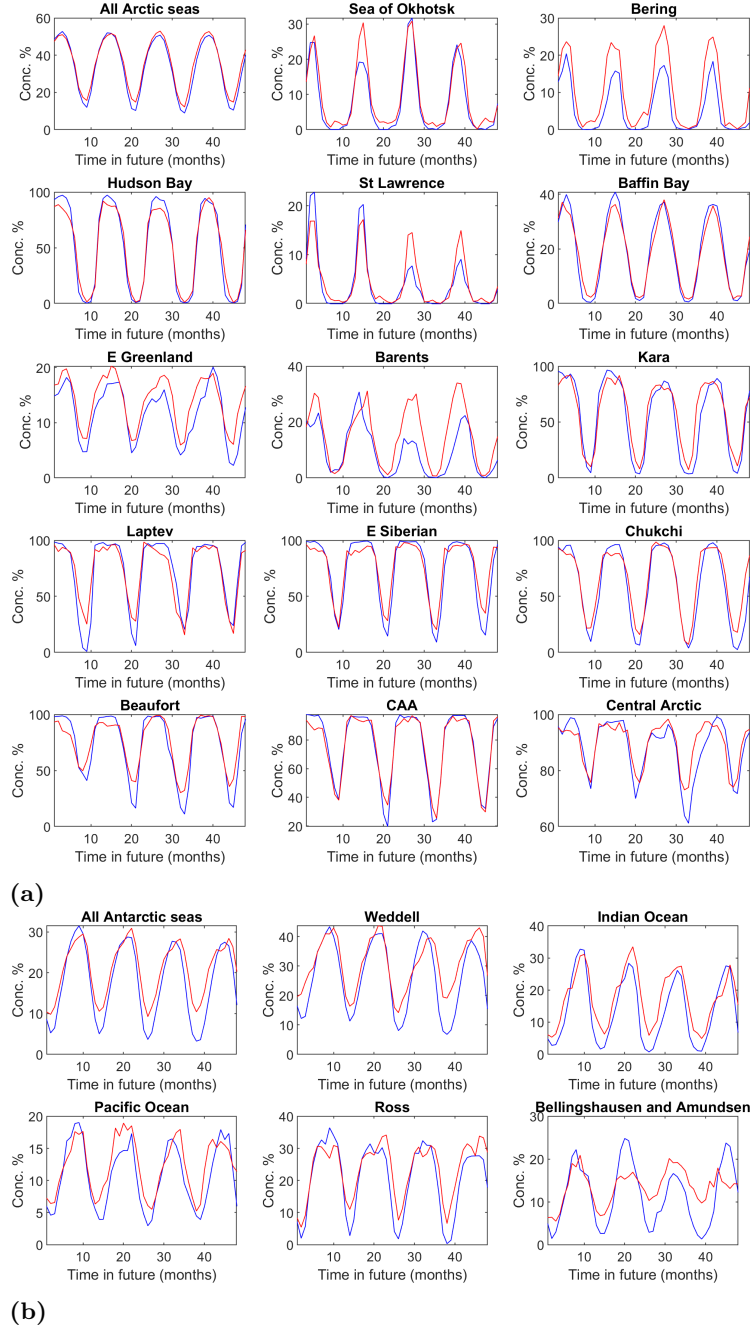 All Arctic seas
Sea of Okhotsk
Bering
60
40
20
0
Conc. %
10 20 30 40
Time in future (months)
30
20
10
0
Conc. %
10 20 30 40
Time in future (months)
30
20
10
0
Conc. %
10 20 30 40
Time in future (months)
Hudson Bay
St Lawrence
Baffin Bay
100
50
0
Conc. %
10 20 30 40
Time in future (months)
20
10
0
Conc. %
10 20 30 40
Time in future (months)
40
20
0
Conc. %
10 20 30 40
Time in future (months)
E Greenland
Barents
Kara
20
10
0
Conc. %
10 20 30 40
Time in future (months)
40
20
0
Conc. %
10 20 30 40
Time in future (months)
100
50
0
Conc. %
10 20 30 40
Time in future (months)
Laptev
E Siberian
Chukchi
100
50
0
Conc. %
10 20 30 40
Time in future (months)
100
50
0
Conc. %
10 20 30 40
Time in future (months)
100
50
0
Conc. %
10 20 30 40
Time in future (months)
Beaufort
CAA
Central Arctic
100
50
0
Conc. %
10 20 30 40
Time in future (months)
80
60
40
20
Conc. %
10 20 30 40
Time in future (months)
100
80
60
Conc. %
10 20 30 40
Time in future (months)
(a)
All Antarctic seas
Weddell
Indian Ocean
30
20
10
0
Conc. %
10 20 30 40
Time in future (months)
40
30
20
10
0
Conc. %
10 20 30 40
Time in future (months)
40
30
20
10
0
Conc. %
10 20 30 40
Time in future (months)
Pacific Ocean
Ross
Bellingshausen and Amundsen
20
15
10
5
0
Conc. %
10 20 30 40
Time in future (months)
40
30
20
10
0
Conc. %
10 20 30 40
Time in future (months)
30
20
10
0
Conc. %
10 20 30 40
Time in future (months)
(b)